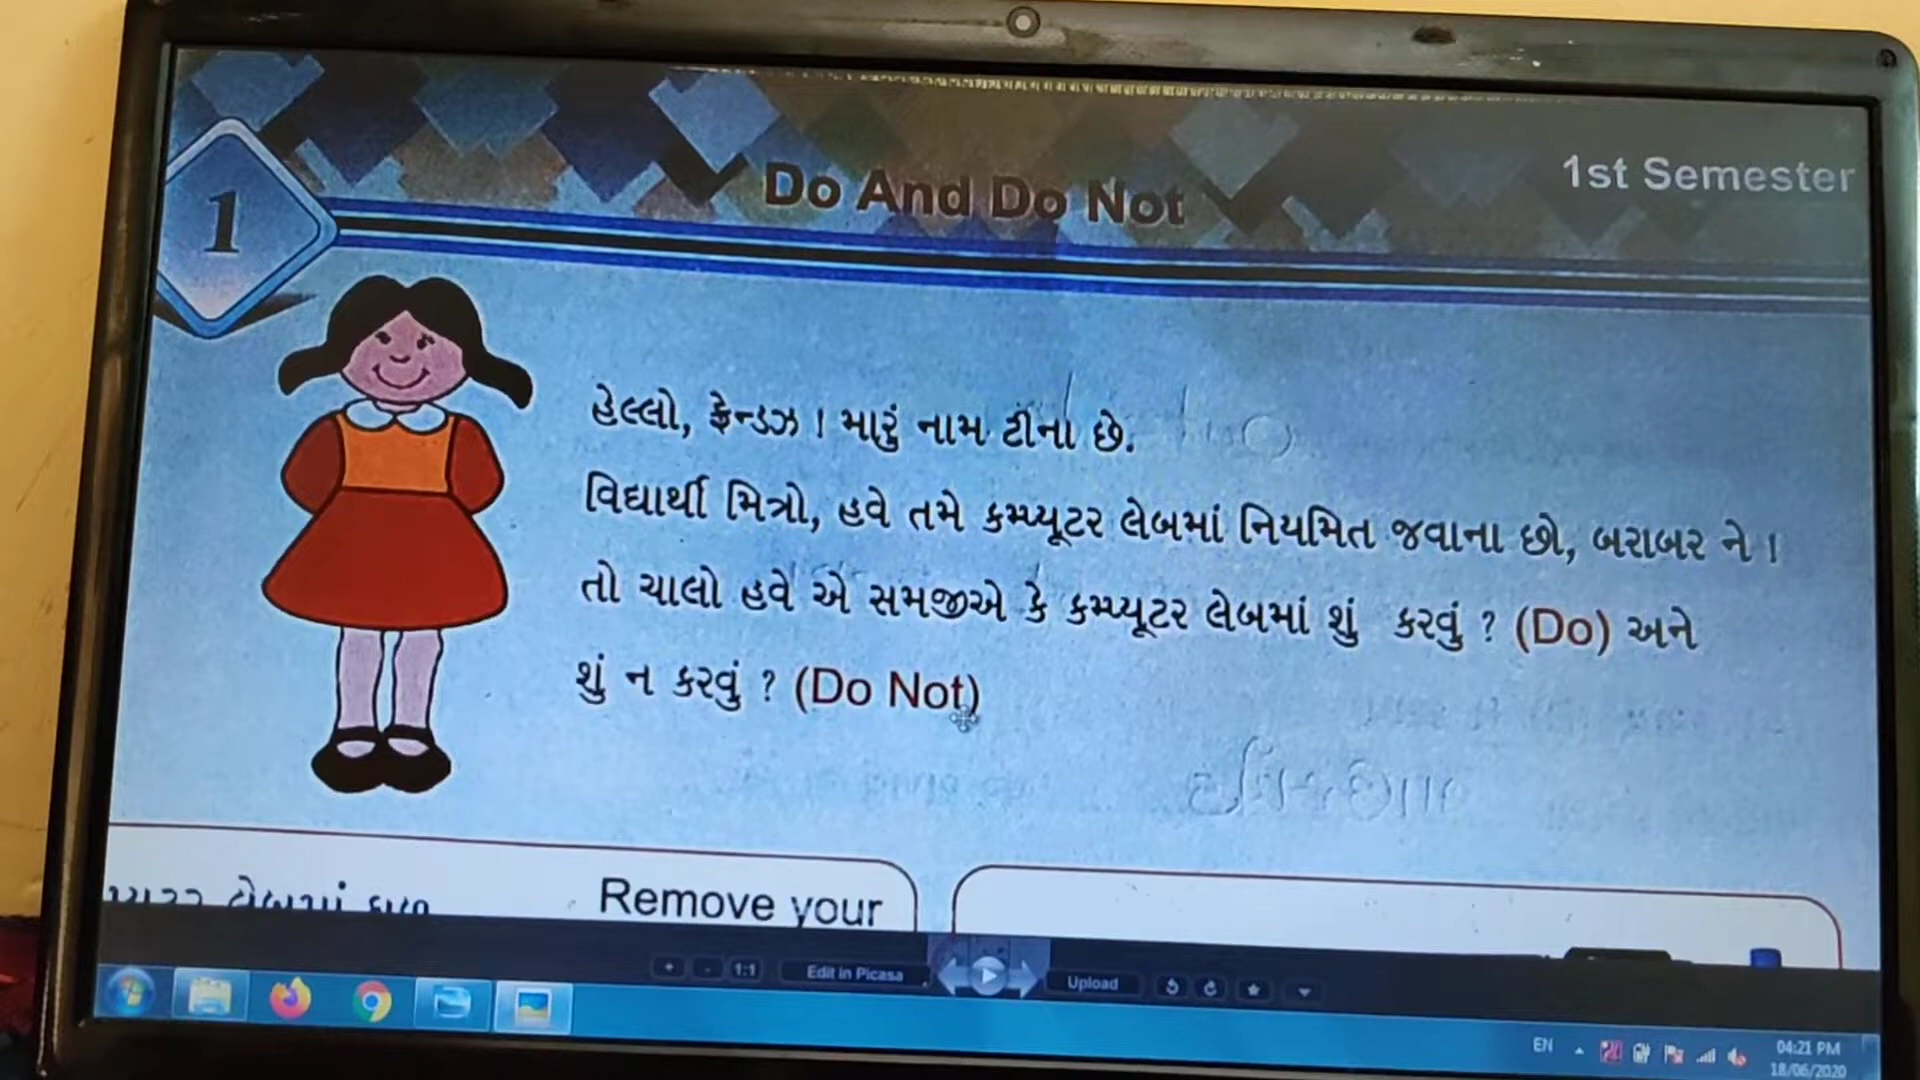 1st Semester
Do And Do Not
1
હેલ્લો, ફ્રેન્ડઝ ! મારું નામ ટીના છે.
વિદ્યાર્થી મિત્રો, હવે તમે કમ્પ્યૂટર લેબમાં નિયમિત જવાના છો, બરાબર ને !
તો ચાલો હવે એ સમજીએ કે કમ્પ્યૂટર લેબમાં શું કરવું ? (Do) અને
શું ન કરવું ? (Do Not)
લેબમાં
Remove your
1:1
Edit in Picasa
Upload
EN
04:21 PM
18/06/2020